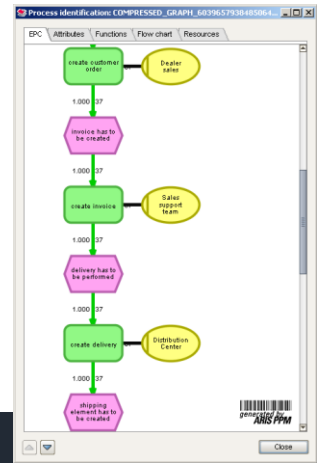 Process identification: COMPRESSED_GRAPH_6039657930405064...
EPC Attributes Functions Flow chart Resources
create customer
order
Dealer
sales
1.000 37
invoice has to
be created
1.000 37
create invoice
Sales
support
team
1.000 37
delivery has to
be performed
1.000 37
create delivery
Distribution
Center
1.000 37
shipping
element has to
be created
generated by
ARIS PPM
Close